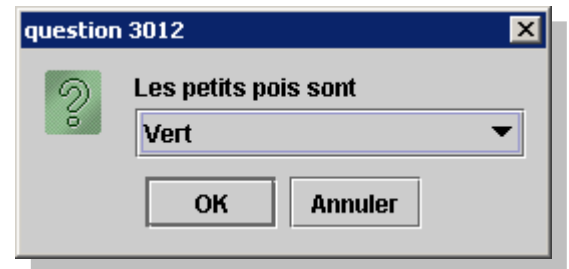 question 3012
Les petits pois sont
Vert
OK Annuler